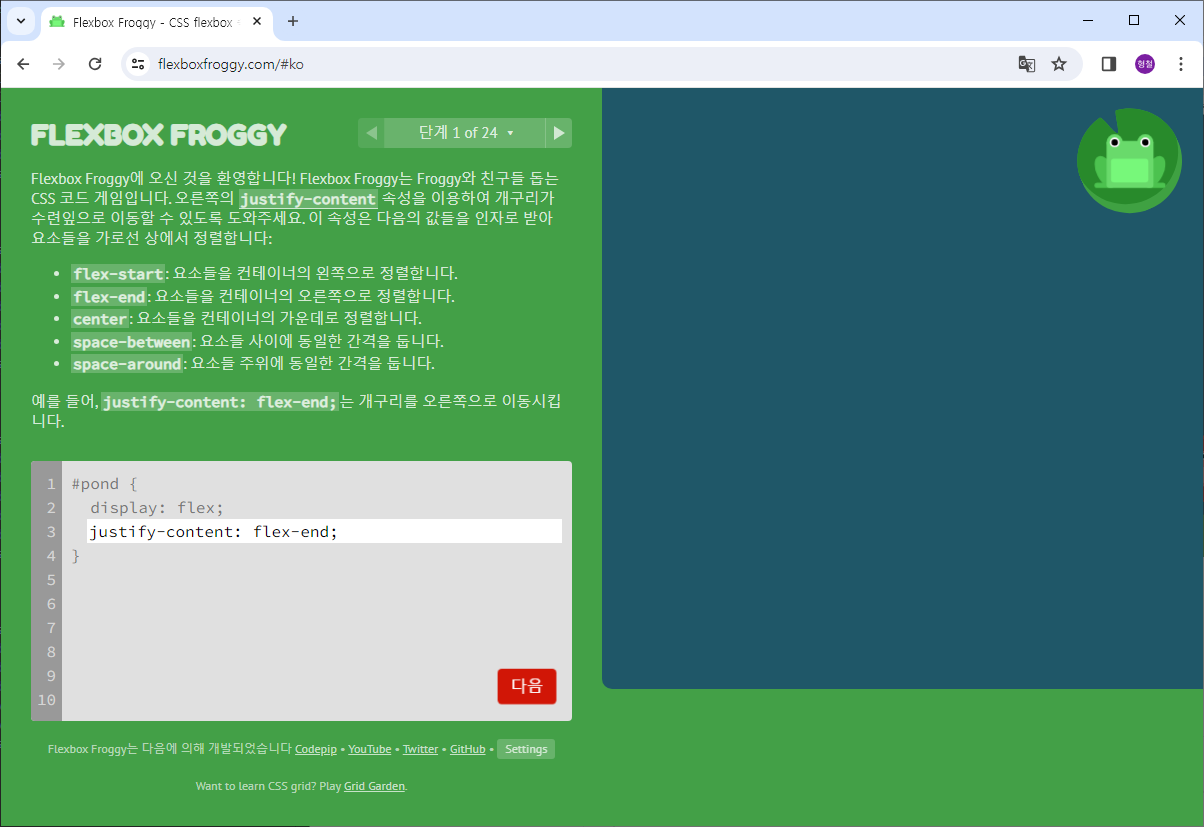 Flexbox Froggy - CSS flexbox
flexboxfroggy.com/#ko
형철
FLEXBOX FROGGY
단계 1 of 24
Flexbox Froggy에 오신 것을 환영합니다! Flexbox Froggy는 Froggy와 친구들 돕는
CSS 코드 게임입니다. 오른쪽의 justify-content 속성을 이용하여 개구리가
수련잎으로 이동할 수 있도록 도와주세요. 이 속성은 다음의 값들을 인자로 받아
요소들을 가로선 상에서 정렬합니다:
• flex-start: 요소들을 컨테이너의 왼쪽으로 정렬합니다.
• flex-end: 요소들을 컨테이너의 오른쪽으로 정렬합니다.
• center: 요소들을 컨테이너의 가운데로 정렬합니다.
• space-between: 요소들 사이에 동일한 간격을 둡니다.
• space-around: 요소들 주위에 동일한 간격을 둡니다.
예를 들어, justify-content: flex-end;는 개구리를 오른쪽으로 이동시킵
니다.
1 #pond {
2 display: flex;
3 justify-content: flex-end;
4 }
5
6
7
8
9
10
다음
Flexbox Froggy는 다음에 의해 개발되었습니다 Codepip • YouTube • Twitter • GitHub • Settings
Want to learn CSS grid? Play Grid Garden.